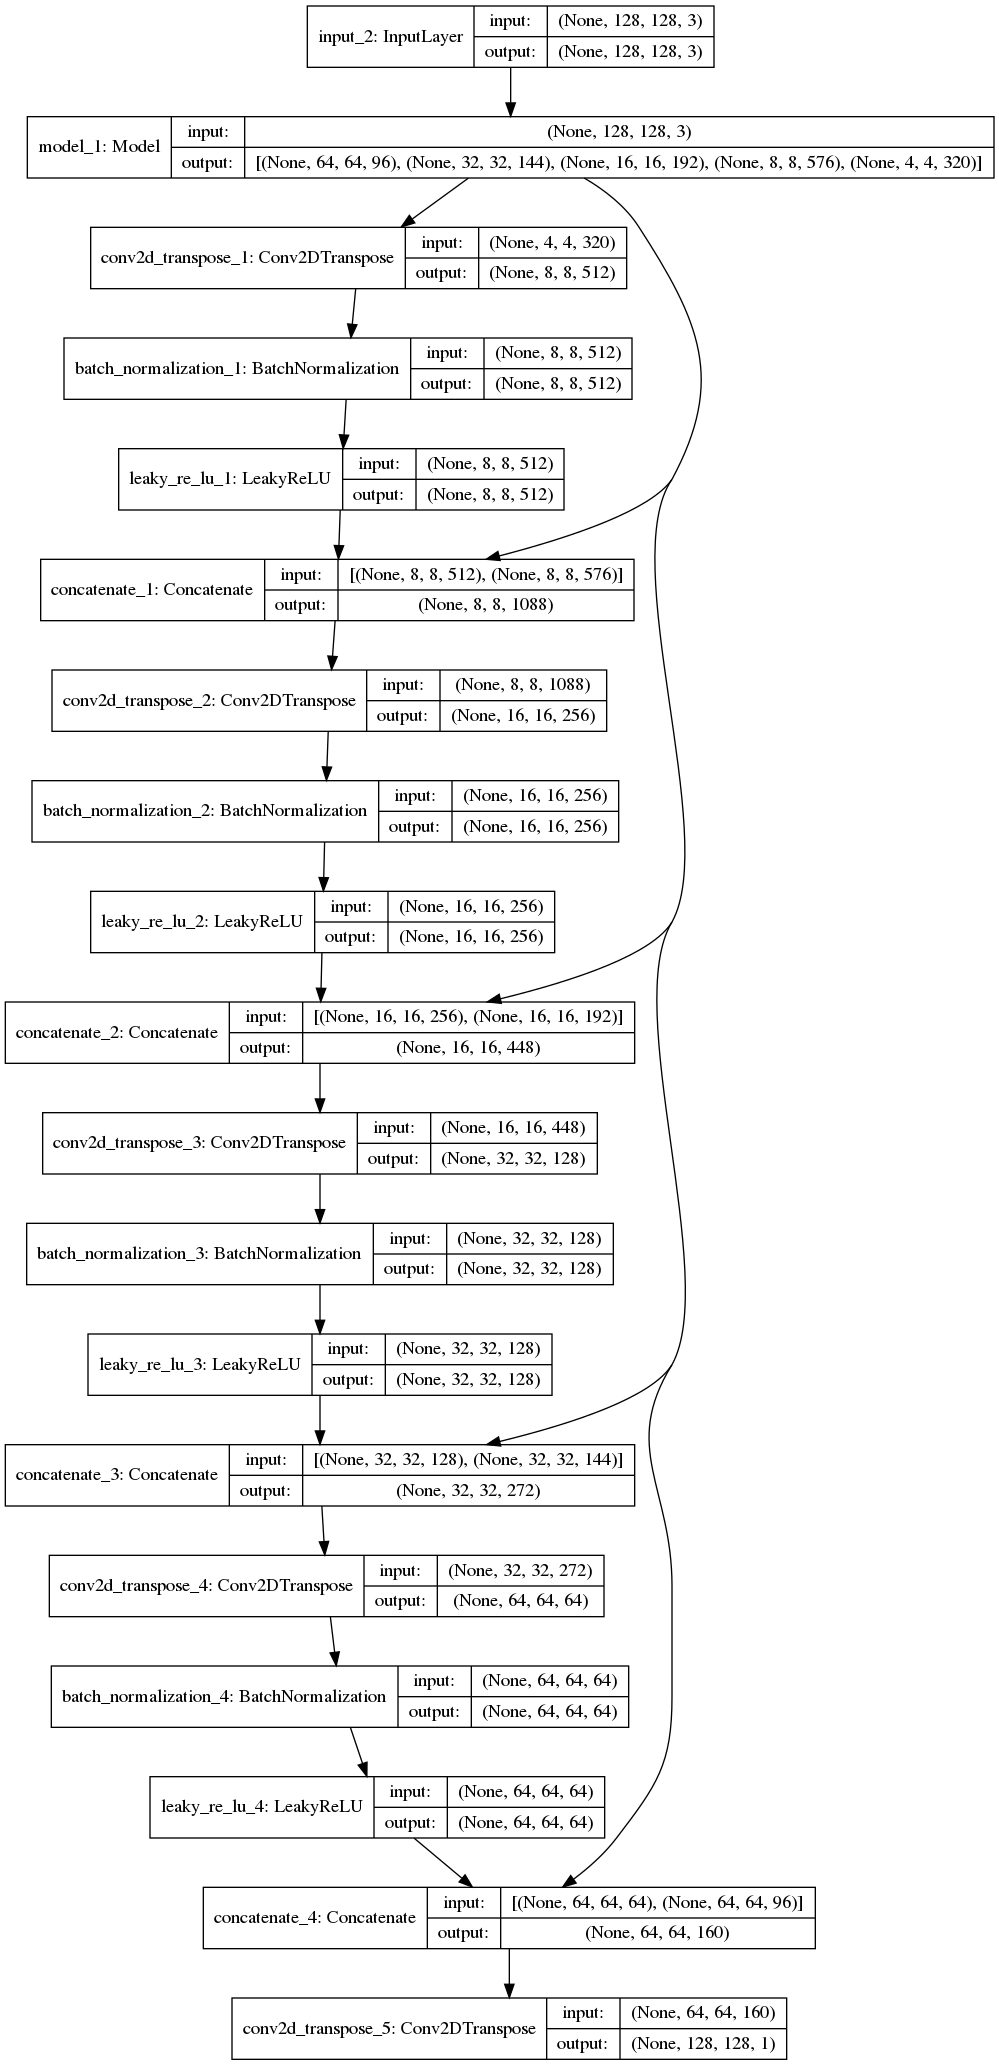 input_2: InputLayer
input: (None, 128, 128, 3)
output: (None, 128, 128, 3)
model_1: Model
input: (None, 128, 128, 3)
output: [(None, 64, 64, 96), (None, 32, 32, 144), (None, 16, 16, 192), (None, 8, 8, 576), (None, 4, 4, 320)]
conv2d_transpose_1: Conv2DTranspose
input: (None, 4, 4, 320)
output: (None, 8, 8, 512)
batch_normalization_1: BatchNormalization
input: (None, 8, 8, 512)
output: (None, 8, 8, 512)
leaky_re_lu_1: LeakyReLU
input: (None, 8, 8, 512)
output: (None, 8, 8, 512)
concatenate_1: Concatenate
input: [(None, 8, 8, 512), (None, 8, 8, 576)]
output: (None, 8, 8, 1088)
conv2d_transpose_2: Conv2DTranspose
input: (None, 8, 8, 1088)
output: (None, 16, 16, 256)
batch_normalization_2: BatchNormalization
input: (None, 16, 16, 256)
output: (None, 16, 16, 256)
leaky_re_lu_2: LeakyReLU
input: (None, 16, 16, 256)
output: (None, 16, 16, 256)
concatenate_2: Concatenate
input: [(None, 16, 16, 256), (None, 16, 16, 192)]
output: (None, 16, 16, 448)
conv2d_transpose_3: Conv2DTranspose
input: (None, 16, 16, 448)
output: (None, 32, 32, 128)
batch_normalization_3: BatchNormalization
input: (None, 32, 32, 128)
output: (None, 32, 32, 128)
leaky_re_lu_3: LeakyReLU
input: (None, 32, 32, 128)
output: (None, 32, 32, 128)
concatenate_3: Concatenate
input: [(None, 32, 32, 128), (None, 32, 32, 144)]
output: (None, 32, 32, 272)
conv2d_transpose_4: Conv2DTranspose
input: (None, 32, 32, 272)
output: (None, 64, 64, 64)
batch_normalization_4: BatchNormalization
input: (None, 64, 64, 64)
output: (None, 64, 64, 64)
leaky_re_lu_4: LeakyReLU
input: (None, 64, 64, 64)
output: (None, 64, 64, 64)
concatenate_4: Concatenate
input: [(None, 64, 64, 64), (None, 64, 64, 96)]
output: (None, 64, 64, 160)
conv2d_transpose_5: Conv2DTranspose
input: (None, 64, 64, 160)
output: (None, 128, 128, 1)